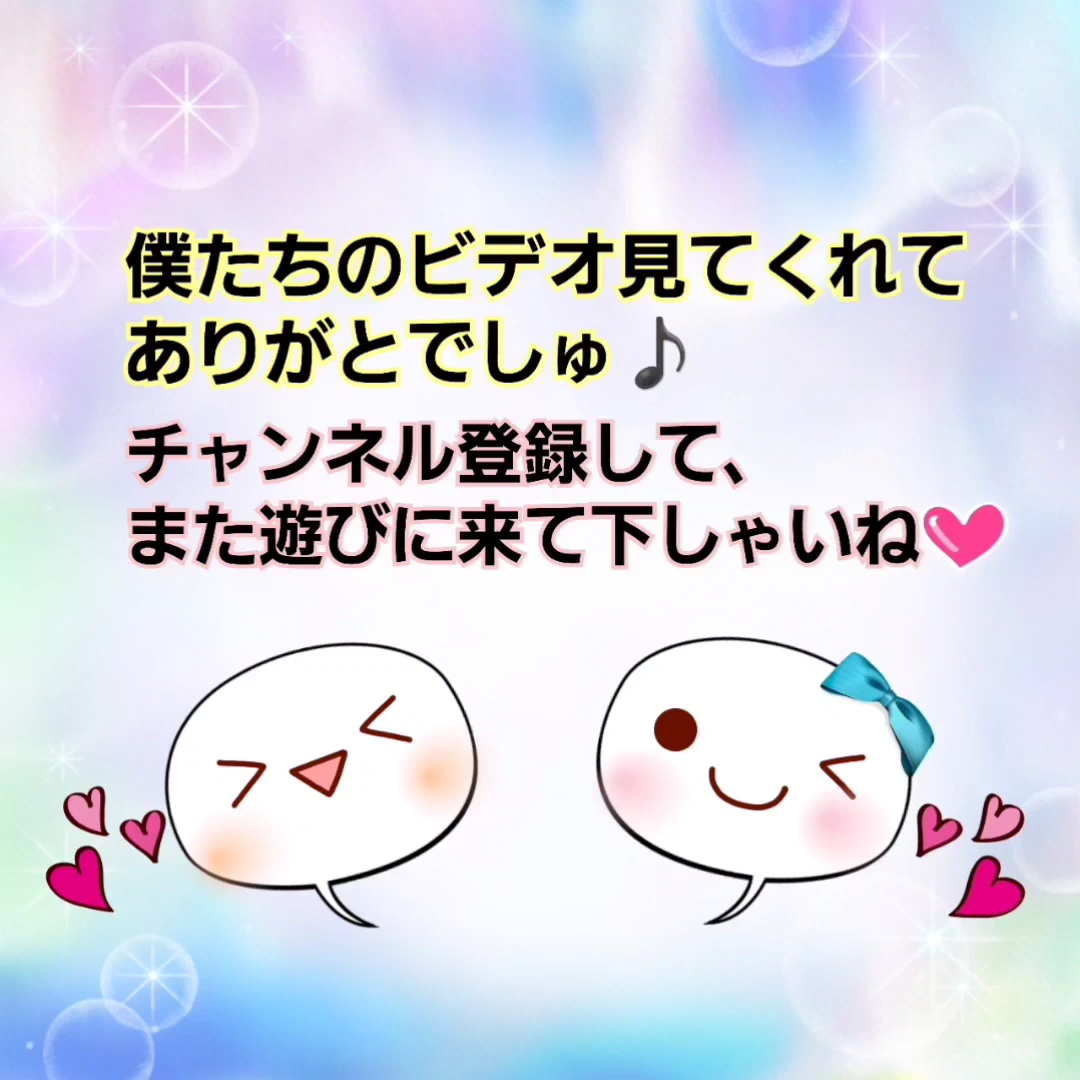 僕たちのビデオ見てくれて
ありがとでしゅ♪
チャンネル登録して、
また遊びに来て下しゃいね💗